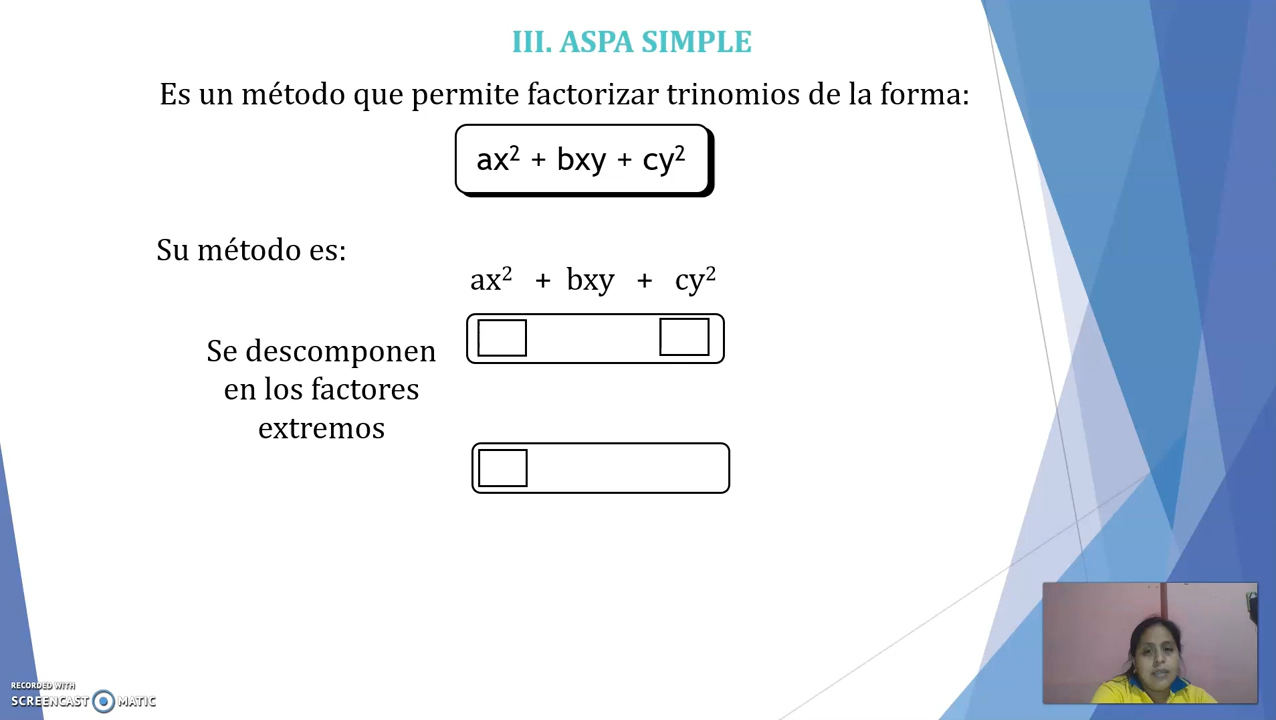 III. ASPA SIMPLE
Es un método que permite factorizar trinomios de la forma:
ax² + bxy + cy²
Su método es:
ax² + bxy + cy²
Se descomponen
en los factores
extremos
RECORDED WITH
SCREENCAST MATIC